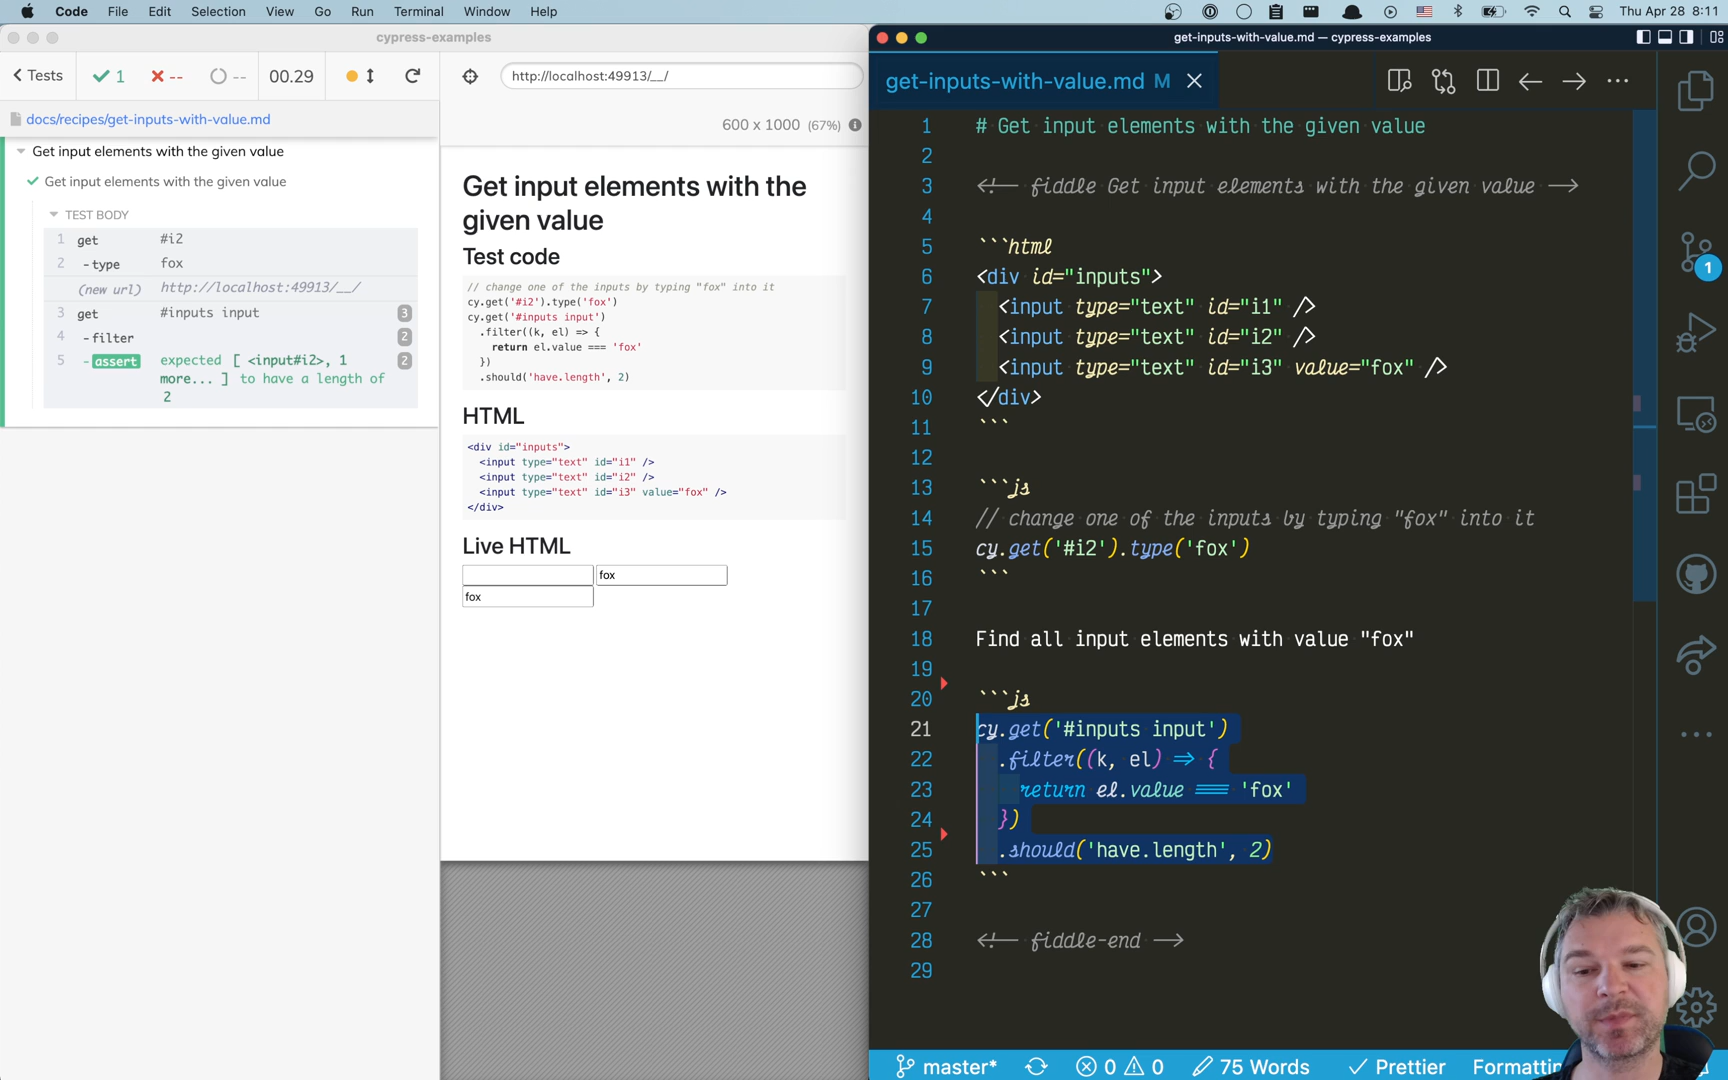 Code File Edit Selection View Go Run Terminal Window Help Thu Apr 28 8:11
cypress-examples
Tests 1 -- -- 00.29
docs/recipes/get-inputs-with-value.md
Get input elements with the given value
Get input elements with the given value
TEST BODY
1 get #i2
2 -type fox
(new url) http://localhost:49913/__/
3 get #inputs input 3
4 -filter 2
5 -assert expected [ <input#i2>, 1 2
more... ] to have a length of
2
http://localhost:49913/__/
600 x 1000 (67%)
Get input elements with the
given value
Test code
// change one of the inputs by typing "fox" into it
cy.get('#i2').type('fox')
cy.get('#inputs input')
.filter((k, el) => {
return el.value === 'fox'
})
.should('have.length', 2)
HTML
<div id="inputs">
<input type="text" id="i1" />
<input type="text" id="i2" />
<input type="text" id="i3" value="fox" />
</div>
Live HTML
fox
fox
get-inputs-with-value.md — cypress-examples
get-inputs-with-value.md M
1 # Get input elements with the given value
2
3 <!-- fiddle Get input elements with the given value -->
4
5 ```html
6 <div id="inputs">
7 <input type="text" id="i1" />
8 <input type="text" id="i2" />
9 <input type="text" id="i3" value="fox" />
10 </div>
11 ```
12
13 ```js
14 // change one of the inputs by typing "fox" into it
15 cy.get('#i2').type('fox')
16 ```
17
18 Find all input elements with value "fox"
19
20 ```js
21 cy.get('#inputs input')
22 .filter((k, el) => {
23 return el.value === 'fox'
24 })
25 .should('have.length', 2)
26 ```
27
28 <!-- fiddle-end -->
29
1
master* 0 0 75 Words Prettier Formattin